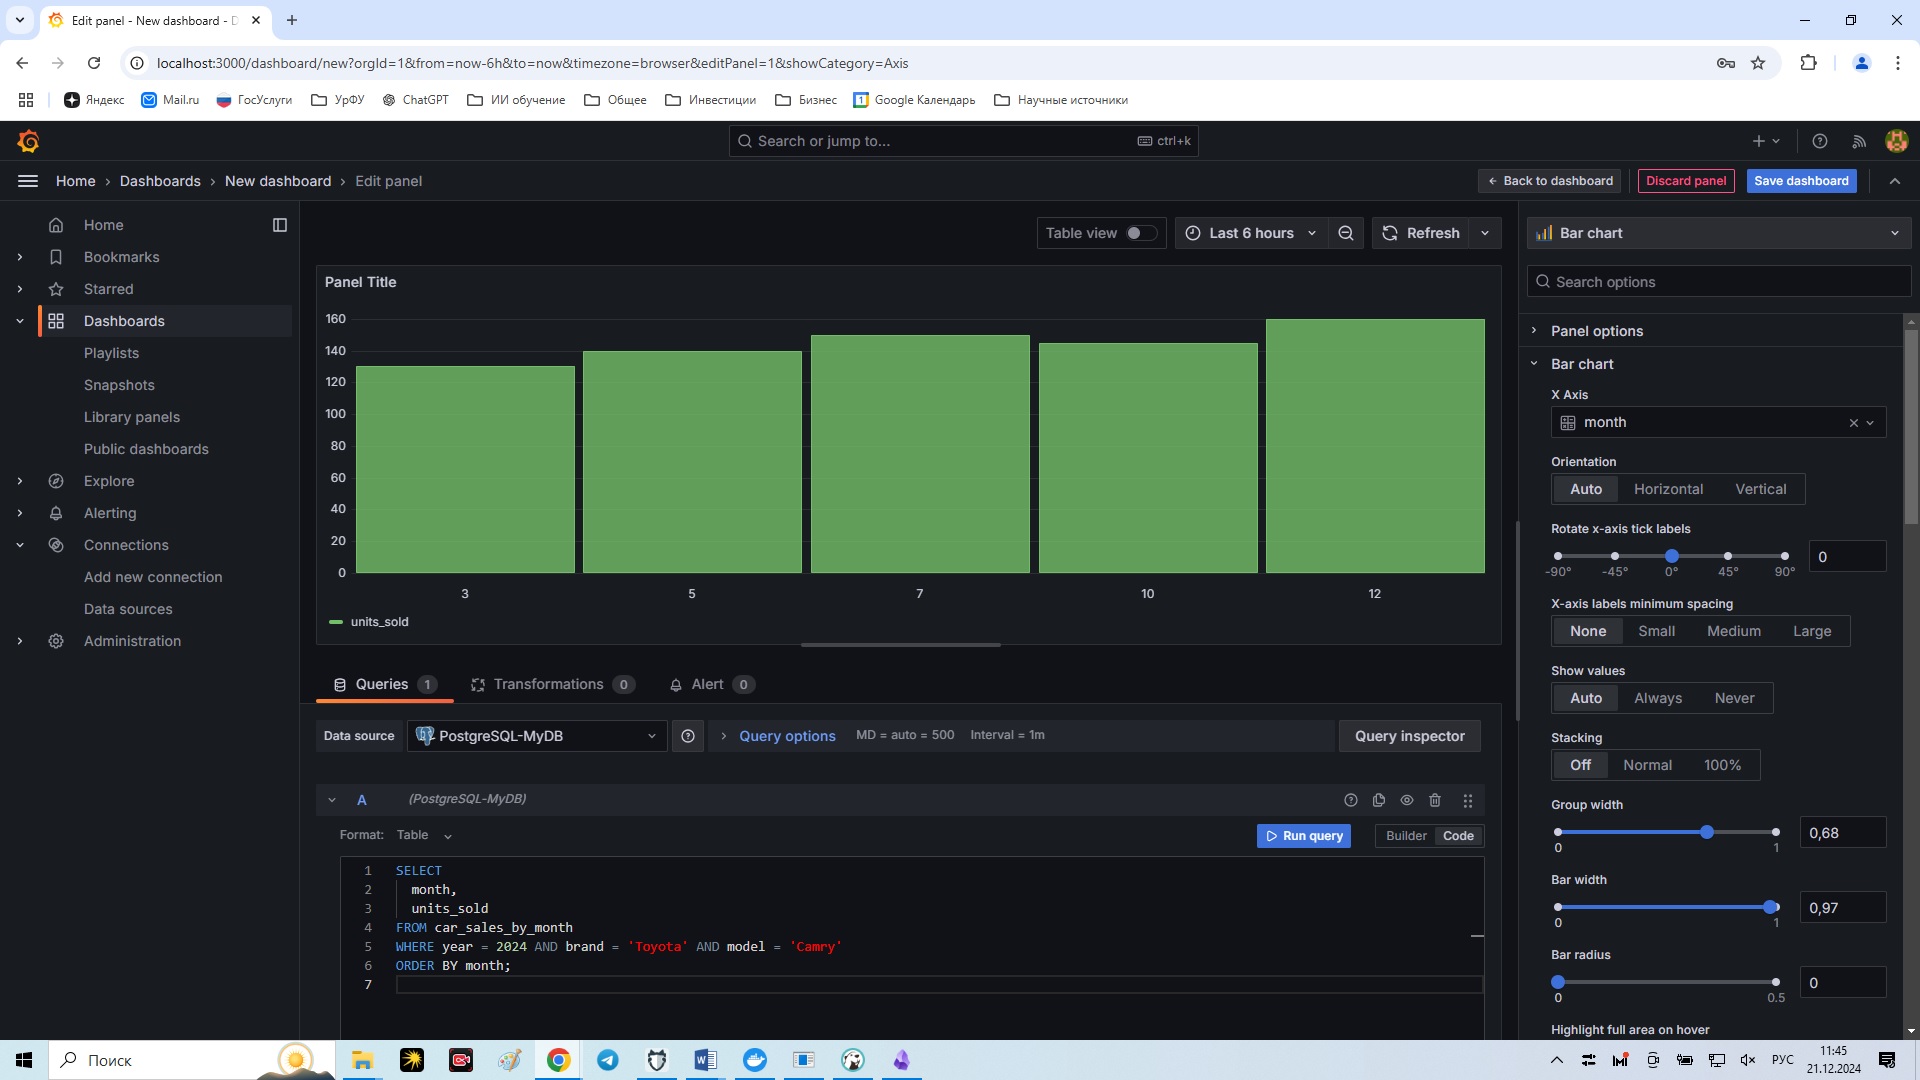 Edit panel - New dashboard - D
localhost:3000/dashboard/new?orgId=1&from=now-6h&to=now&timezone=browser&editPanel=1&showCategory=Axis
Яндекс Mail.ru ГосУслуги УрФУ ChatGPT ИИ обучение Общее Инвестиции Бизнес 1 Google Календарь Научные источники
Search or jump to... ctrl+k
Home › Dashboards › New dashboard › Edit panel
Back to dashboard Discard panel Save dashboard
Home
Bookmarks
Starred
Dashboards
Playlists
Snapshots
Library panels
Public dashboards
Explore
Alerting
Connections
Add new connection
Data sources
Administration
Table view Last 6 hours Refresh
Panel Title
160
140
120
100
80
60
40
20
0
3 5 7 10 12
units_sold
Queries 1 Transformations 0 Alert 0
Data source PostgreSQL-MyDB Query options MD = auto = 500 Interval = 1m Query inspector
A (PostgreSQL-MyDB)
Format: Table Run query Builder Code
1 SELECT
2 month,
3 units_sold
4 FROM car_sales_by_month
5 WHERE year = 2024 AND brand = 'Toyota' AND model = 'Camry'
6 ORDER BY month;
7
Bar chart
Search options
Panel options
Bar chart
X Axis
month
Orientation
Auto Horizontal Vertical
Rotate x-axis tick labels
0
-90° -45° 0° 45° 90°
X-axis labels minimum spacing
None Small Medium Large
Show values
Auto Always Never
Stacking
Off Normal 100%
Group width
0,68
0 1
Bar width
0,97
0 1
Bar radius
0
0 0.5
Highlight full area on hover
Поиск
РУС
11:45
21.12.2024